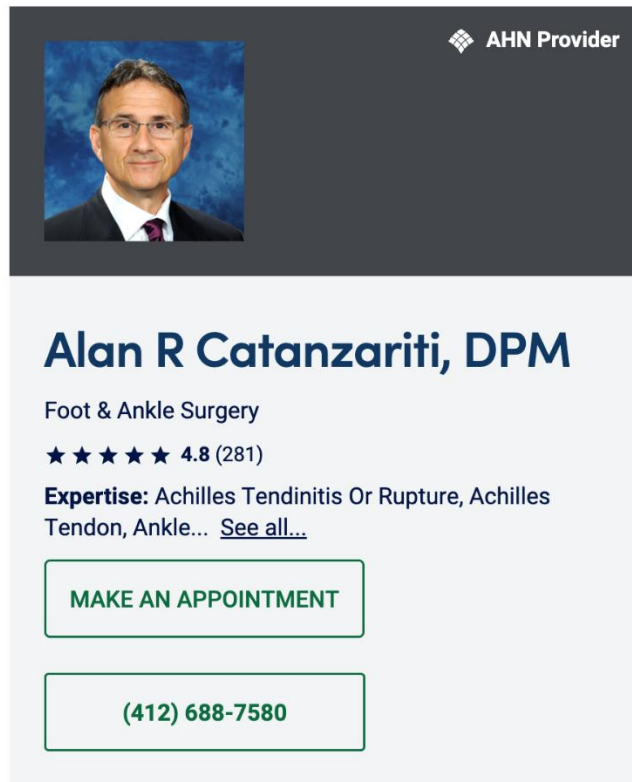 AHN Provider
Alan R Catanzariti, DPM
Foot & Ankle Surgery
★ ★ ★ ★ ★ 4.8 (281)
Expertise: Achilles Tendinitis Or Rupture, Achilles
Tendon, Ankle... See all...
MAKE AN APPOINTMENT
(412) 688-7580